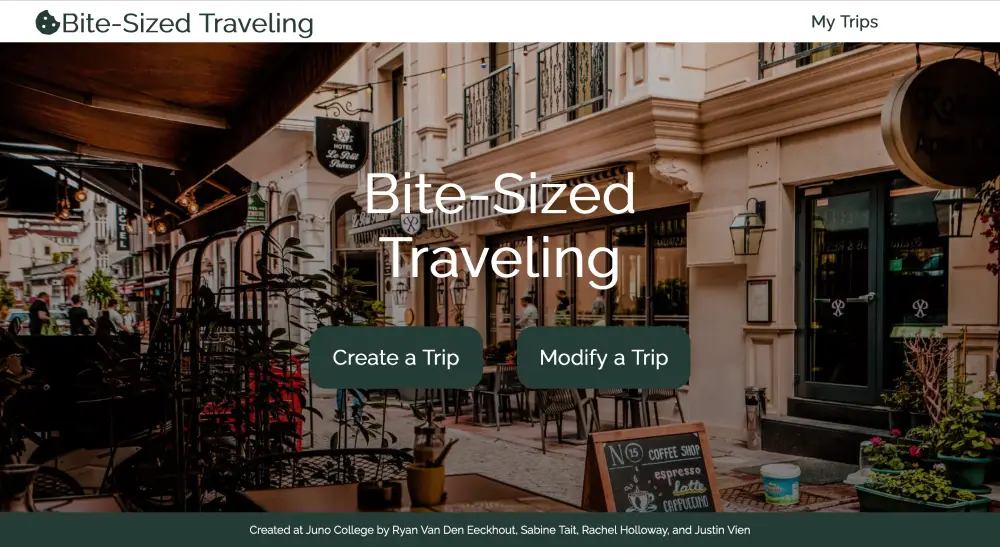 Bite-Sized Traveling
My Trips
HOTEL
Le Petit
Palace
HOTEL
Bite-Sized
Traveling
Create a Trip
Modify a Trip
N 15 COFFEE SHOP
espresso
latte
CAPPUCCINO
Created at Juno College by Ryan Van Den Eeckhout, Sabine Tait, Rachel Holloway, and Justin Vien